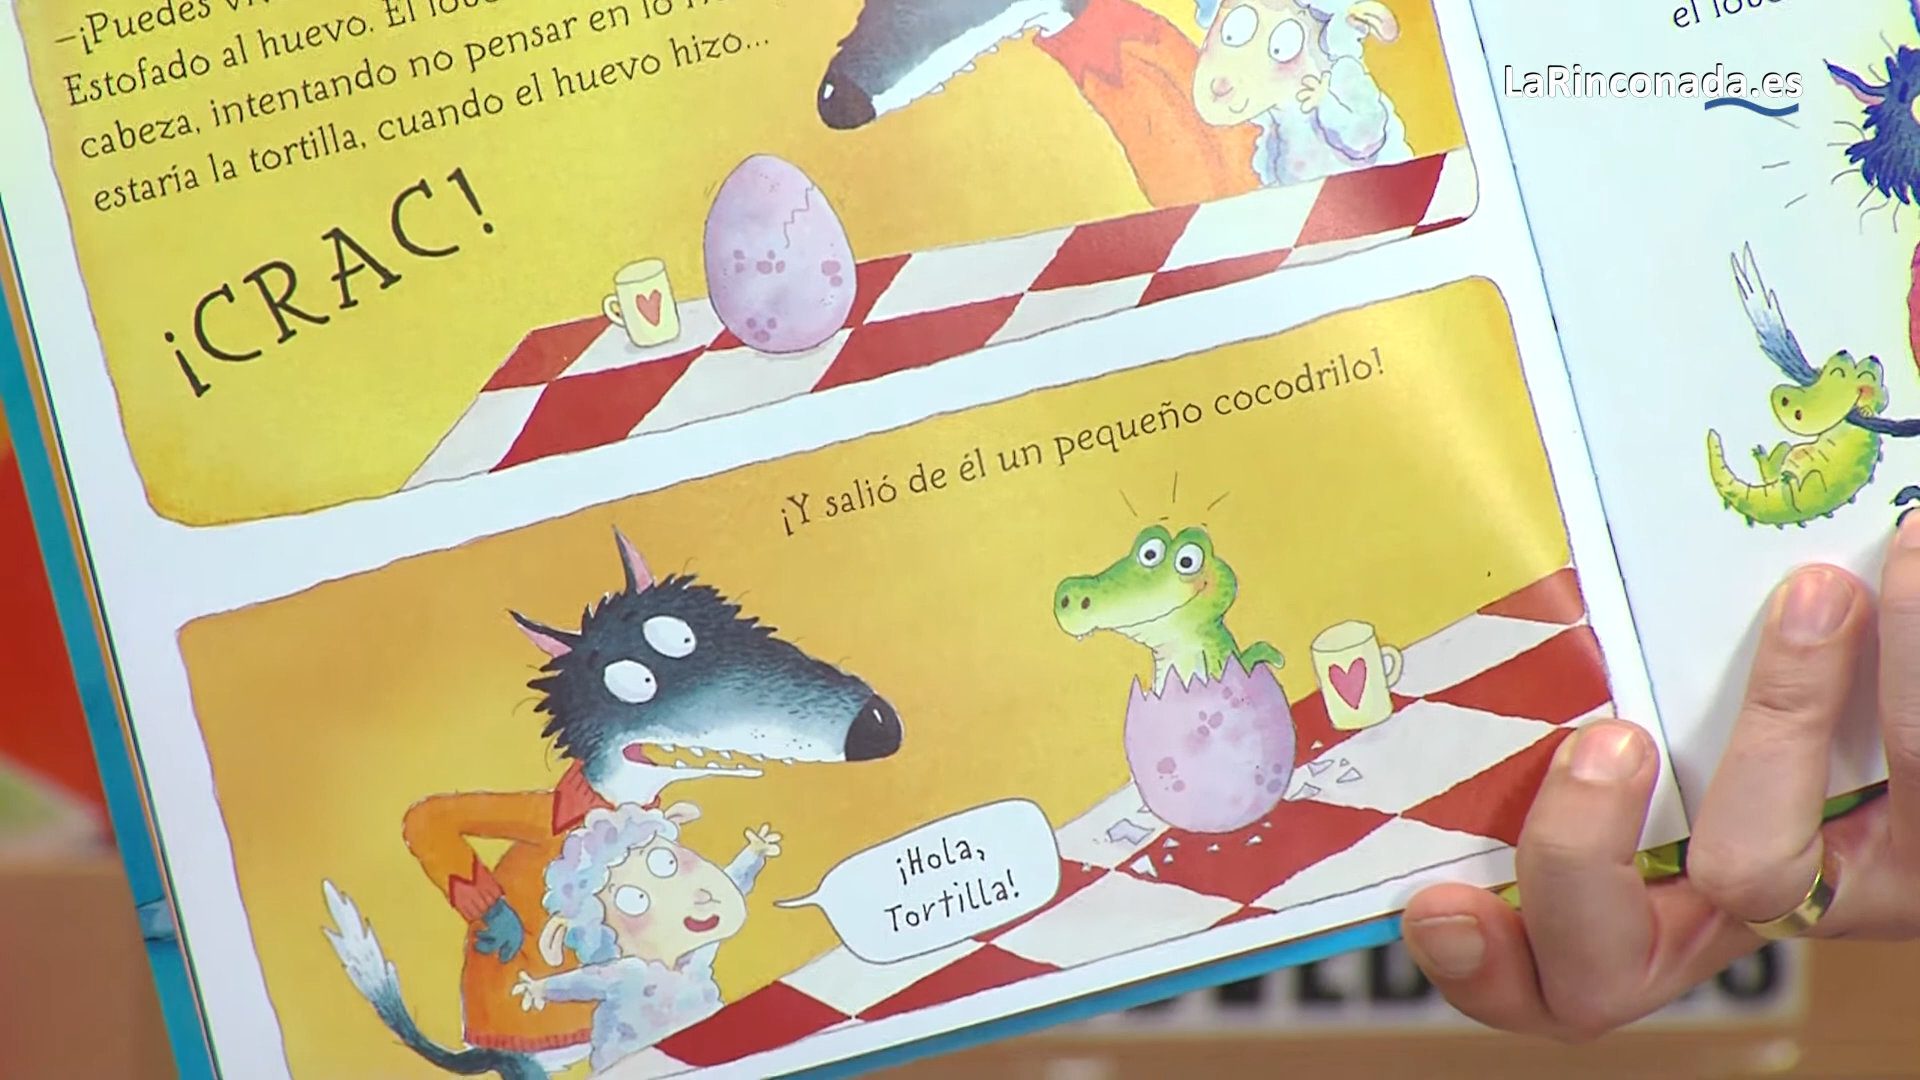 –¡Puedes
Estofado al huevo. El
cabeza, intentando no pensar en lo
estaría la tortilla, cuando el huevo hizo...
¡CRAC!
¡Y salió de él un pequeño cocodrilo!
¡Hola,
Tortilla!
el
LaRinconada.es